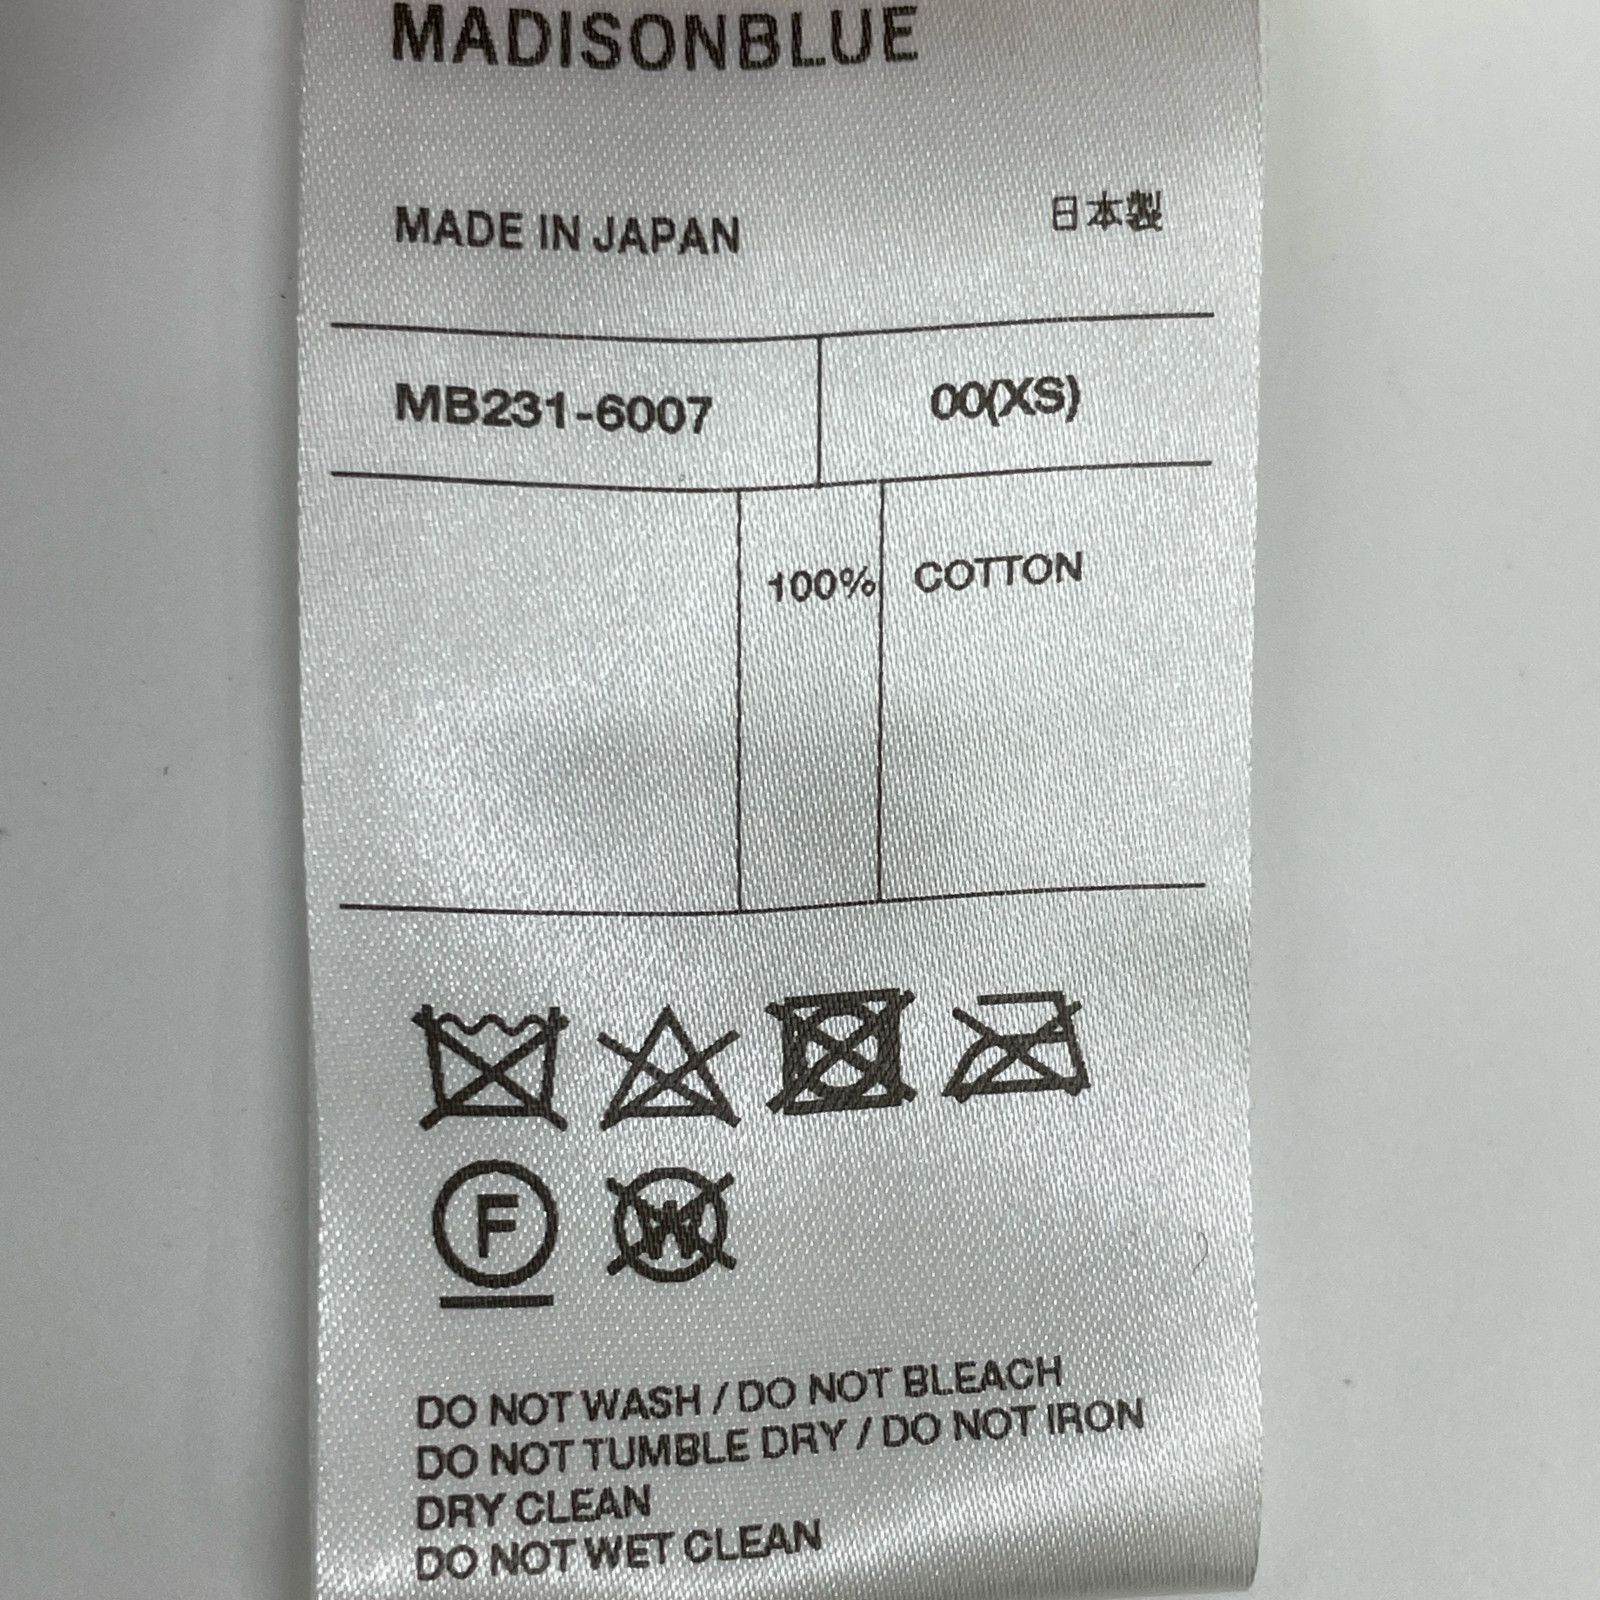 MADISONBLUE
MADE IN JAPAN 日本製
MB231-6007 00(XS)
100% COTTON
F W
DO NOT WASH / DO NOT BLEACH
DO NOT TUMBLE DRY / DO NOT IRON
DRY CLEAN
DO NOT WET CLEAN